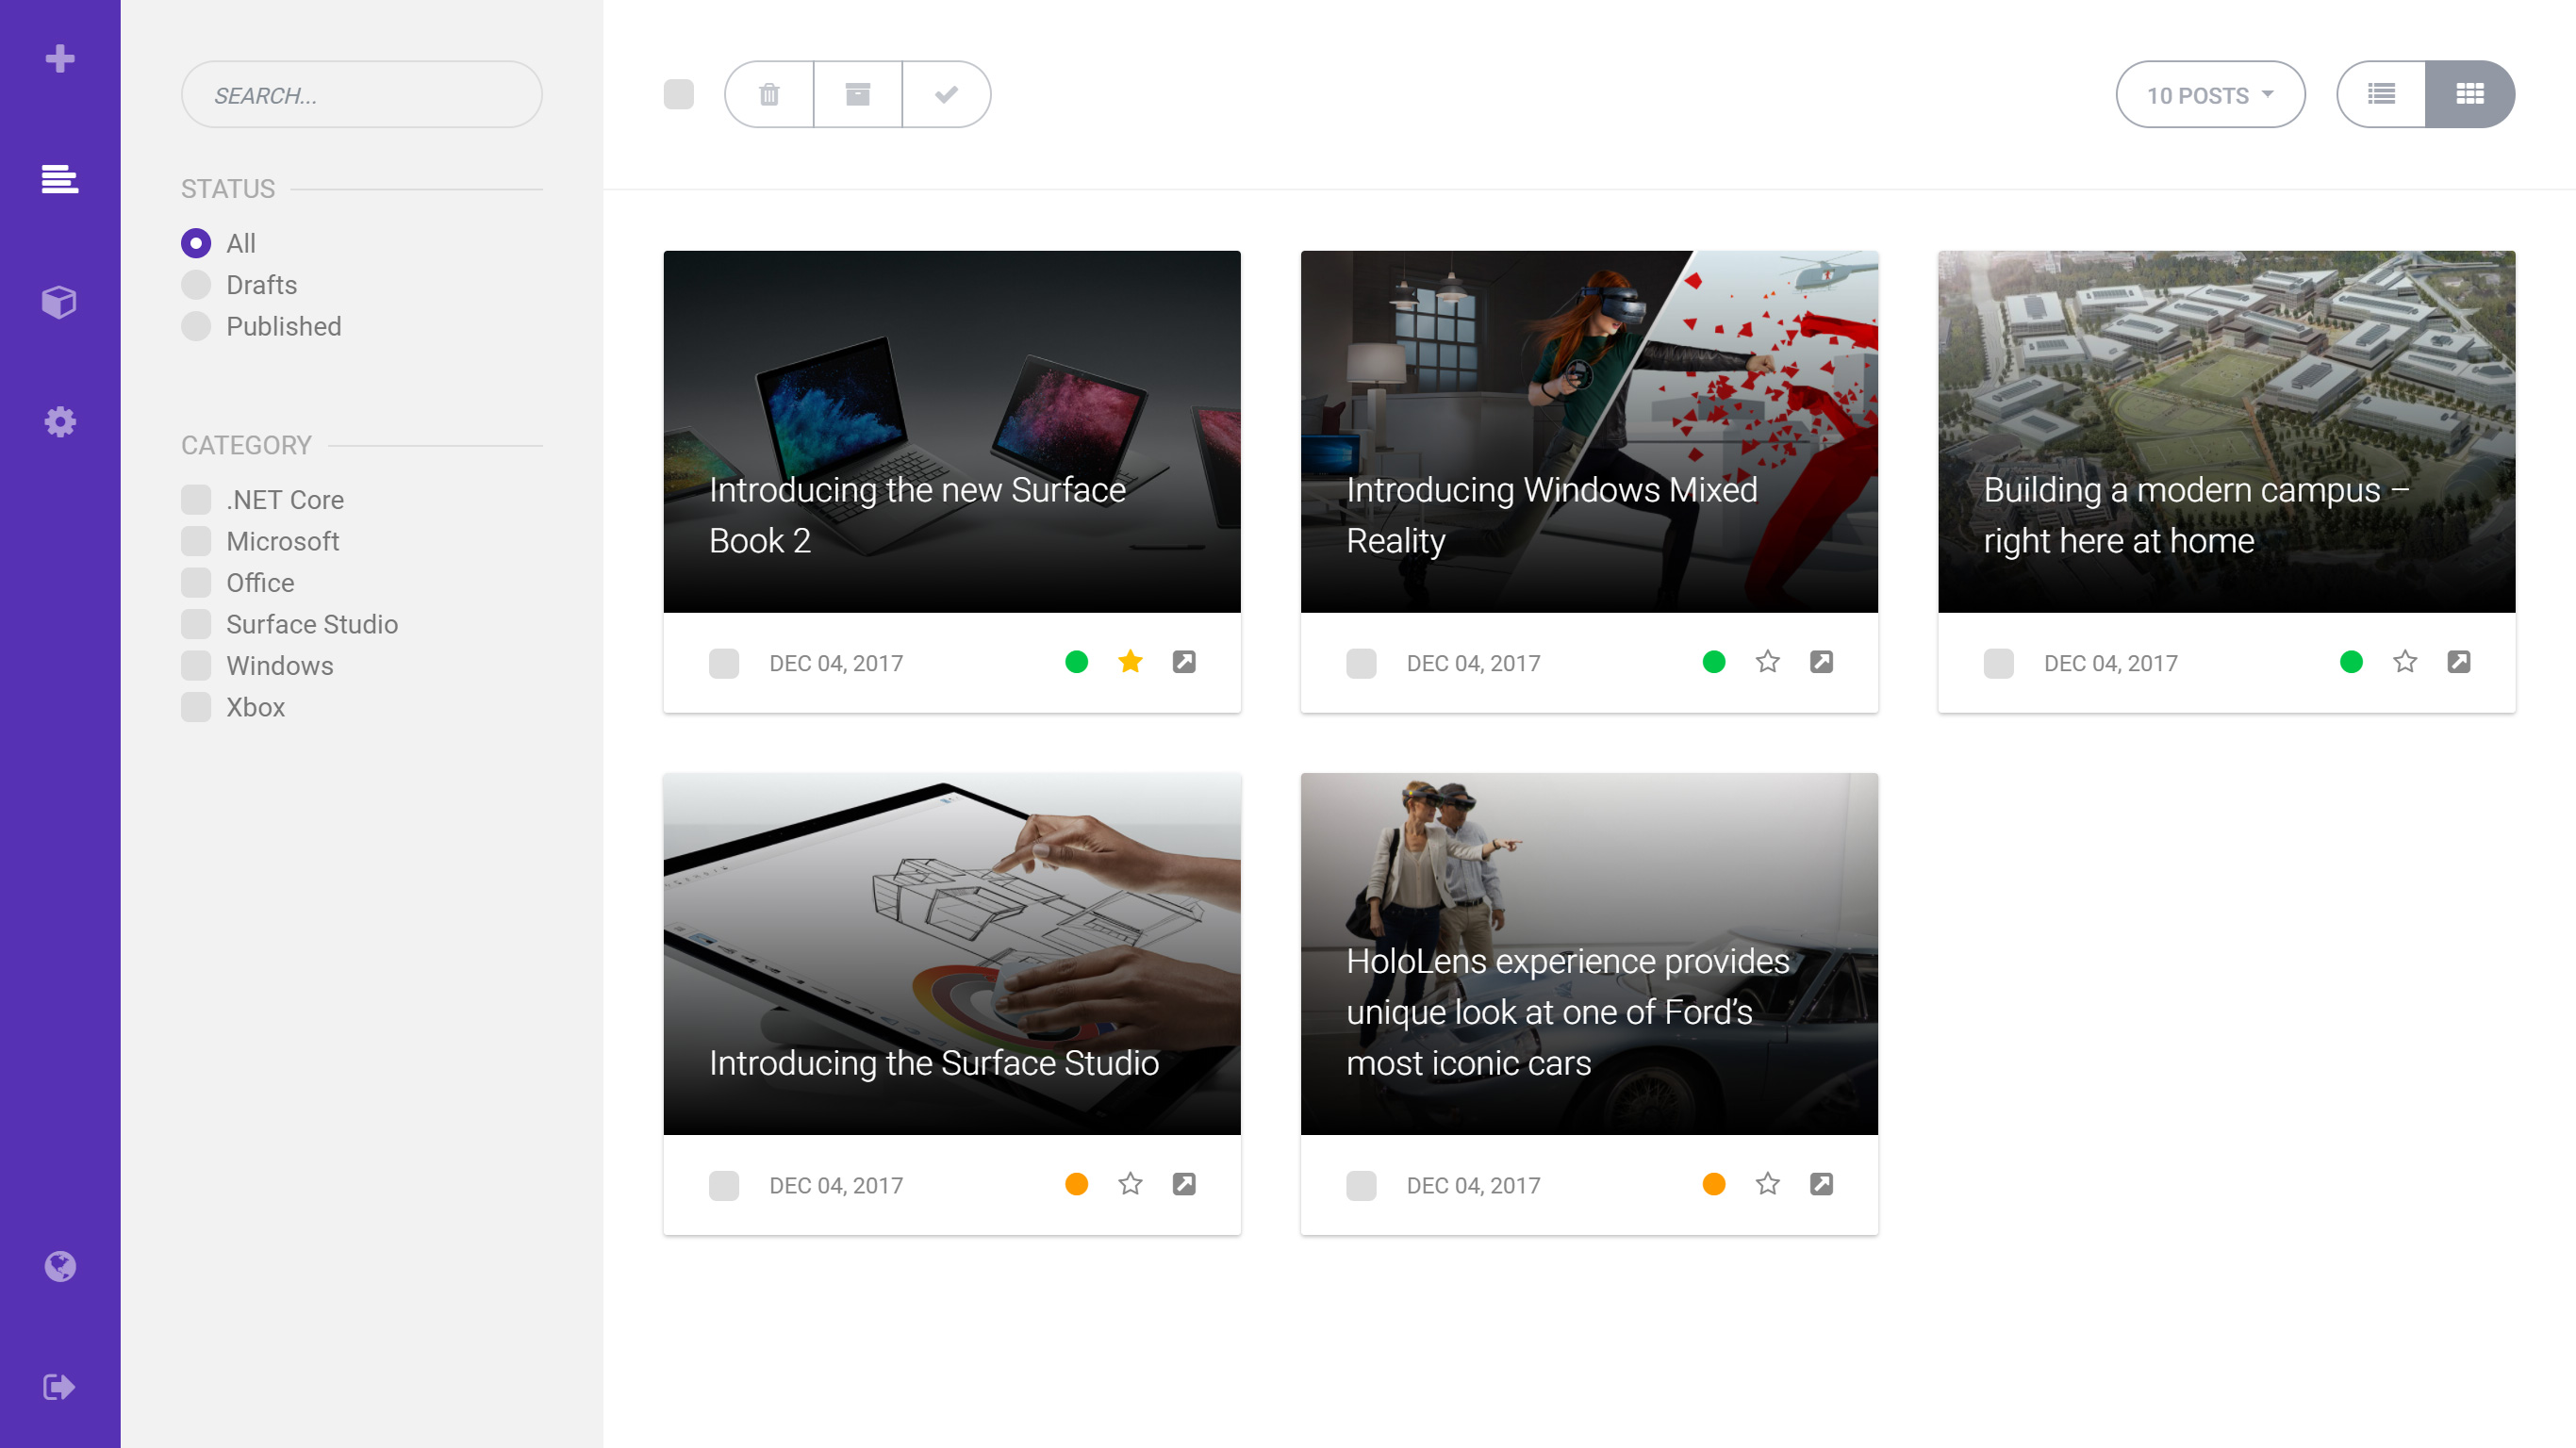 SEARCH...
10 POSTS
STATUS
All
Drafts
Published
CATEGORY
.NET Core
Microsoft
Office
Surface Studio
Windows
Xbox
Introducing the new Surface
Book 2
DEC 04, 2017
Introducing Windows Mixed
Reality
DEC 04, 2017
Building a modern campus –
right here at home
DEC 04, 2017
Introducing the Surface Studio
DEC 04, 2017
HoloLens experience provides
unique look at one of Ford’s
most iconic cars
DEC 04, 2017